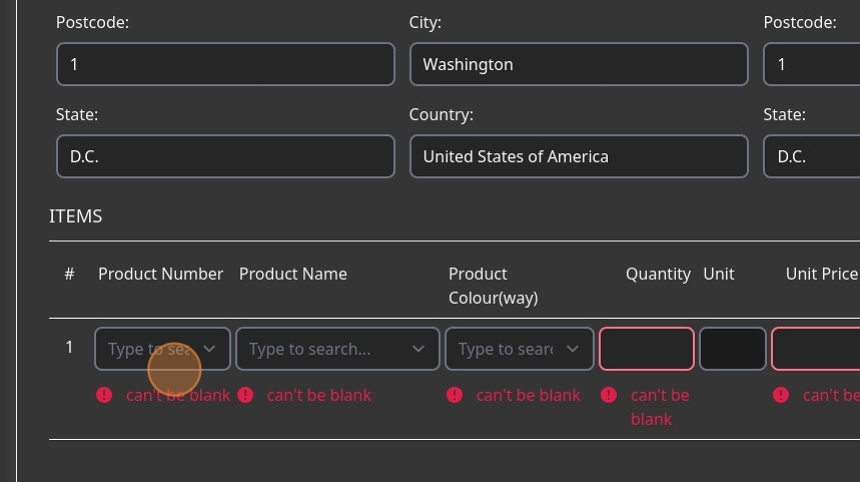 Postcode: City: Postcode:
1 Washington 1
State: Country: State:
D.C. United States of America D.C.
ITEMS
# Product Number Product Name Product Colour(way) Quantity Unit Unit Price
1 Type to sea Type to search... Type to searc
can't be blank can't be blank can't be blank can't be blank can't be